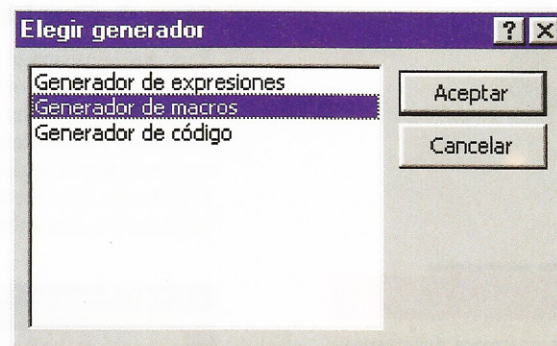 Elegir generador
Generador de expresiones
Generador de macros
Generador de código
Aceptar
Cancelar